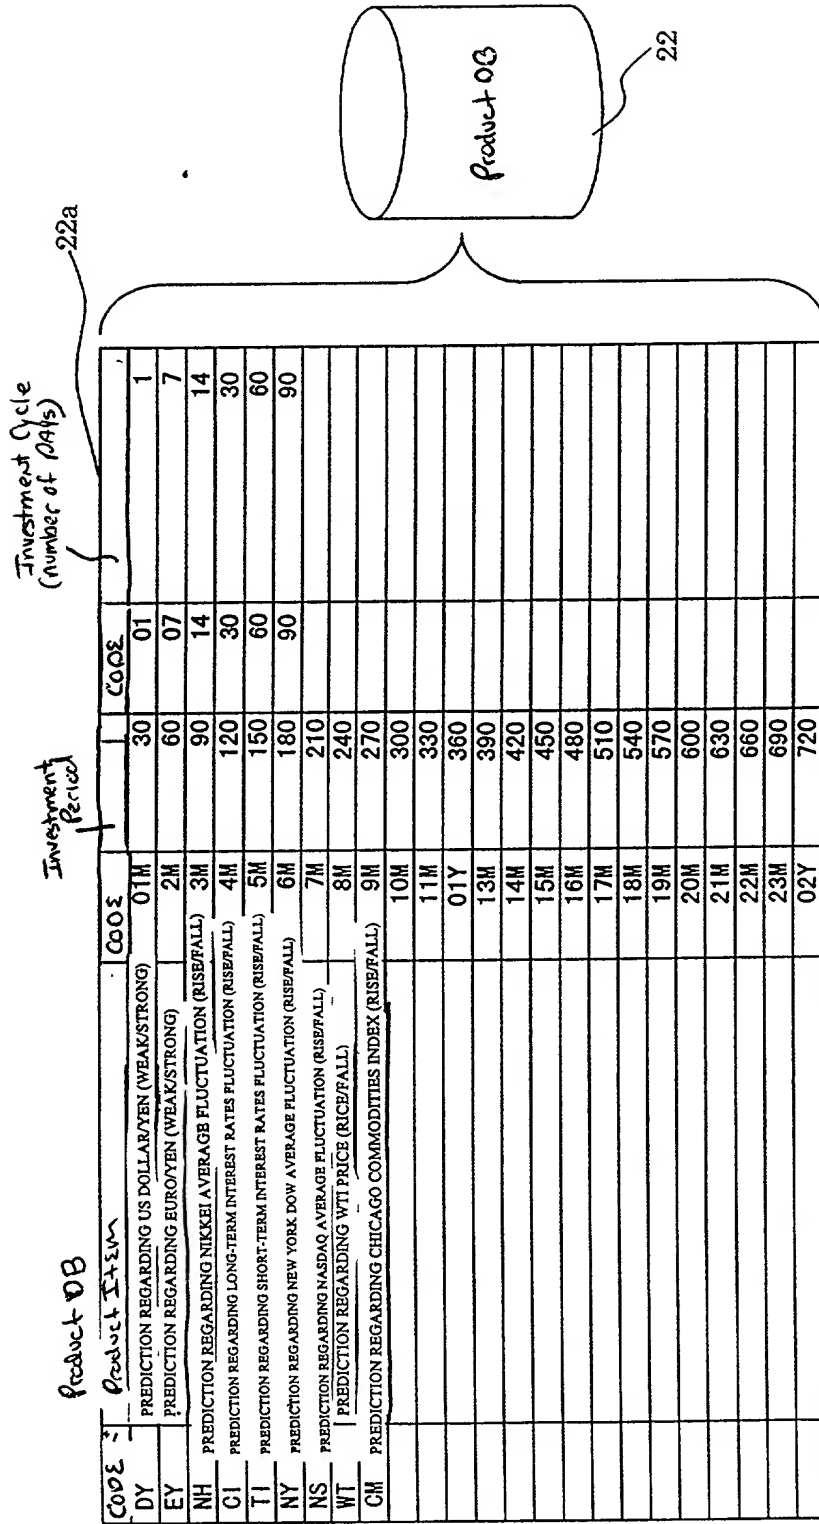 Product DB
Investment Period
Investment Cycle
(number of DAYs)
22a
CODE Product Item CODE CODE
DY PREDICTION REGARDING US DOLLAR/YEN (WEAK/STRONG) 01M 30 01 1
EY PREDICTION REGARDING EURO/YEN (WEAK/STRONG) 2M 60 07 7
NH PREDICTION REGARDING NIKKEI AVERAGE FLUCTUATION (RISE/FALL) 3M 90 14 14
CI PREDICTION REGARDING LONG-TERM INTEREST RATES FLUCTUATION (RISE/FALL) 4M 120 30 30
TI PREDICTION REGARDING SHORT-TERM INTEREST RATES FLUCTUATION (RISE/FALL) 5M 150 60 60
NY PREDICTION REGARDING NEW YORK DOW AVERAGE FLUCTUATION (RISE/FALL) 6M 180 90 90
NS PREDICTION REGARDING NASDAQ AVERAGE FLUCTUATION (RISE/FALL) 7M 210
WT PREDICTION REGARDING WTI PRICE (RICE/FALL) 8M 240
CM PREDICTION REGARDING CHICAGO COMMODITIES INDEX (RISE/FALL) 9M 270
10M 300
11M 330
01Y 360
13M 390
14M 420
15M 450
16M 480
17M 510
18M 540
19M 570
20M 600
21M 630
22M 660
23M 690
02Y 720
Product DB
22